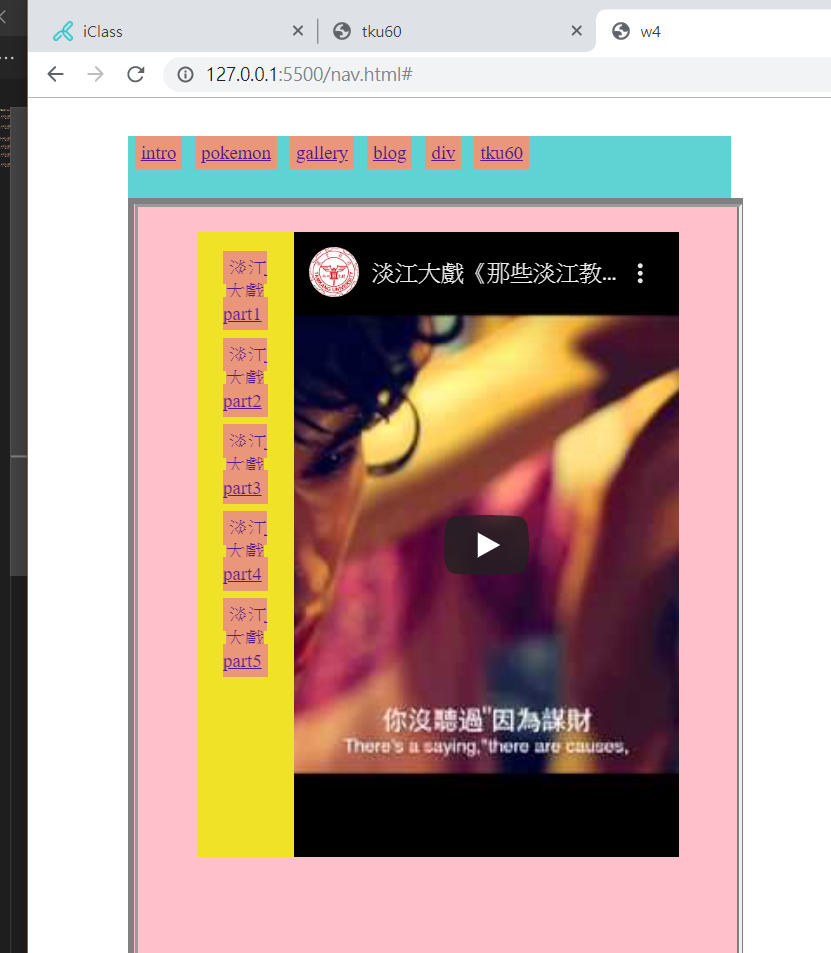 iClass
tku60
w4
127.0.0.1:5500/nav.html#
intro
pokemon
gallery
blog
div
tku60
淡江
大戲
part1
淡江
大戲
part2
淡江
大戲
part3
淡江
大戲
part4
淡江
大戲
part5
淡江大戲《那些淡江教...
你沒聽過"因為謀財
There's a saying,"there are causes,